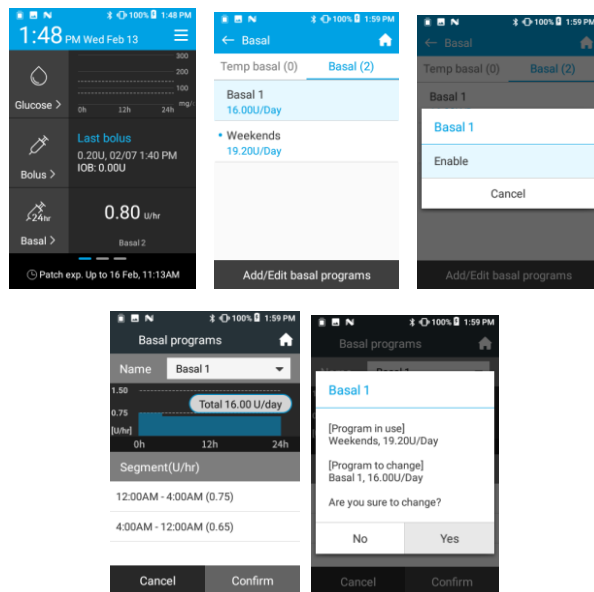 100% 1:48 PM
1:48 PM Wed Feb 13
Glucose >
300
200
100
mg/
0h 12h 24h
Bolus >
Last bolus
0.20U, 02/07 1:40 PM
IOB: 0.00U
24hr
Basal >
0.80 U/hr
Basal 2
Patch exp. Up to 16 Feb, 11:13AM
100% 1:59 PM
← Basal
Temp basal (0) Basal (2)
Basal 1
16.00U/Day
• Weekends
19.20U/Day
Add/Edit basal programs
100% 1:59 PM
← Basal
Temp basal (0) Basal (2)
Basal 1
Basal 1
Enable
Cancel
Add/Edit basal programs
100% 1:59 PM
Basal programs
Name Basal 1
1.50
Total 16.00 U/day
0.75
[U/hr]
0h 12h 24h
Segment(U/hr)
12:00AM - 4:00AM (0.75)
4:00AM - 12:00AM (0.65)
Cancel Confirm
100% 1:59 PM
Basal programs
Basal 1
[Program in use]
Weekends, 19.20U/Day
[Program to change]
Basal 1, 16.00U/Day
Are you sure to change?
No Yes
Cancel Confirm